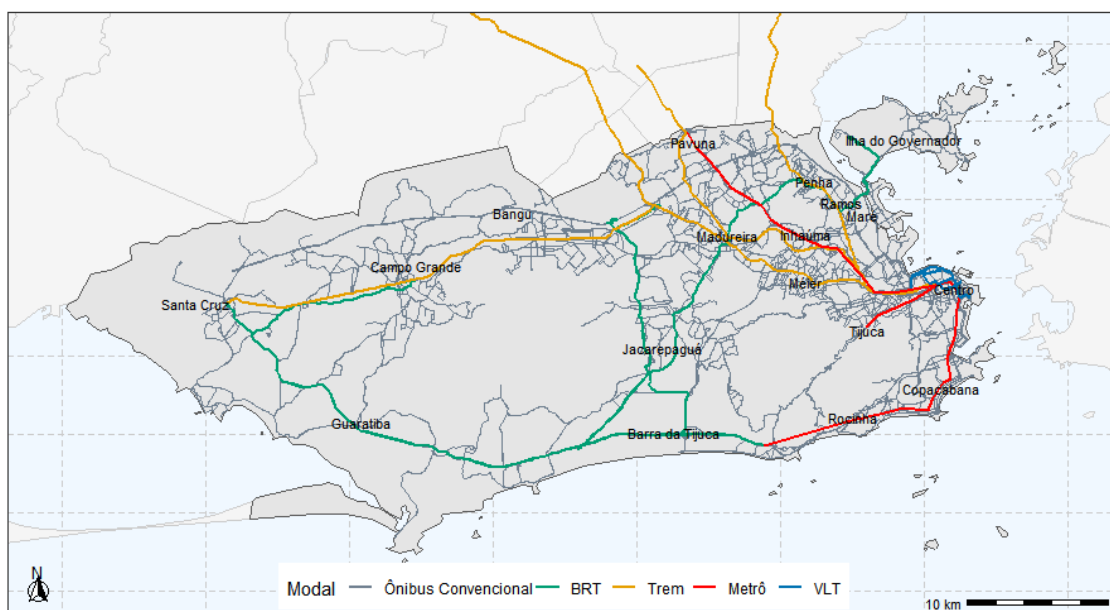 Pavuna
Ilha do Governador
Penha
Ramos
Maré
Bangu
Madureira
Inhaúma
Campo Grande
Méier
Centro
Santa Cruz
Tijuca
Jacarepaguá
Copacabana
Rocinha
Guaratiba
Barra da Tijuca
N
Modal Ônibus Convencional BRT Trem Metrô VLT
10 km